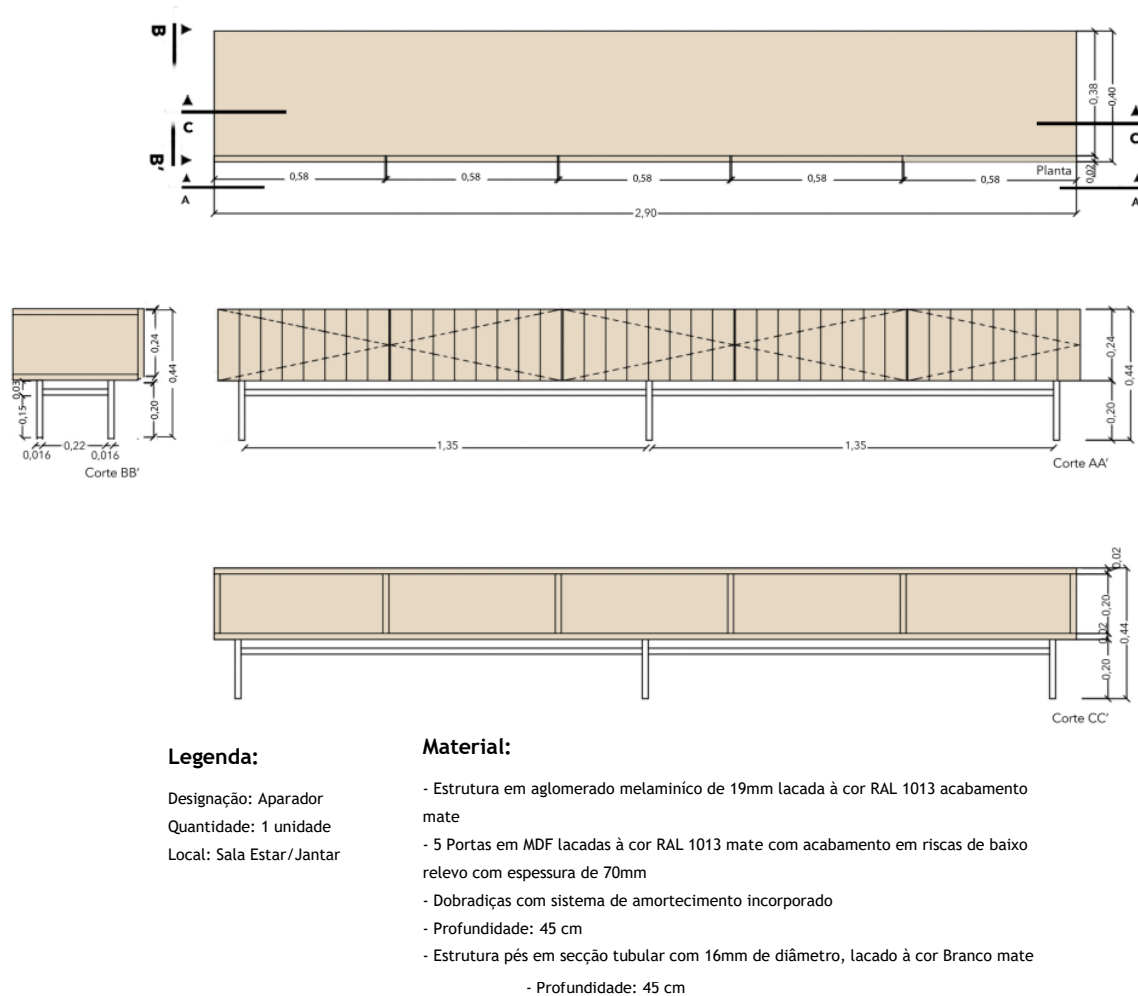 B
C
B'
A
0,58
0,58
0,58
0,58
0,58
2,90
Planta
0,02
0,38
0,40
C
A
0,24
0,44
0,03
0,15
0,20
0,22
0,016
0,016
Corte BB'
0,24
0,44
0,20
1,35
1,35
Corte AA'
0,02
0,20
0,02
0,44
0,20
Corte CC'
Legenda:
Designação: Aparador
Quantidade: 1 unidade
Local: Sala Estar/Jantar
Material:
- Estrutura em aglomerado melaminíco de 19mm lacada à cor RAL 1013 acabamento
mate
- 5 Portas em MDF lacadas à cor RAL 1013 mate com acabamento em riscas de baixo
relevo com espessura de 70mm
- Dobradiças com sistema de amortecimento incorporado
- Profundidade: 45 cm
- Estrutura pés em secção tubular com 16mm de diâmetro, lacado à cor Branco mate
- Profundidade: 45 cm